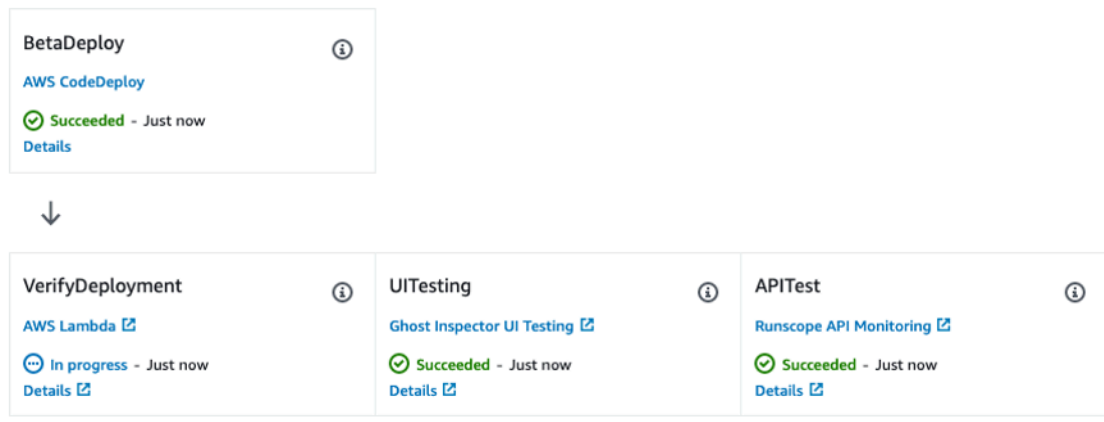 BetaDeploy
AWS CodeDeploy
Succeeded - Just now
Details
VerifyDeployment
AWS Lambda
In progress - Just now
Details
UITesting
Ghost Inspector UI Testing
Succeeded - Just now
Details
APITest
Runscope API Monitoring
Succeeded - Just now
Details